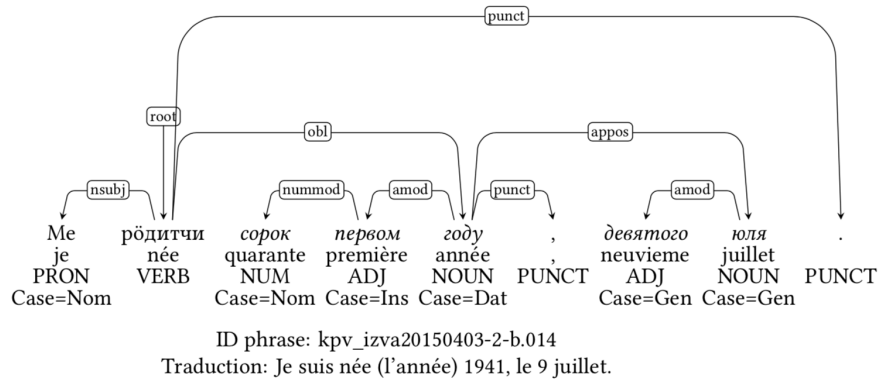 punct
root
obl appos
nsubj nummod amod punct amod
Ме рӧдитчи сорок первом году , девятого юля .
je née quarante première année , neuvieme juillet
PRON VERB NUM ADJ NOUN PUNCT ADJ NOUN PUNCT
Case=Nom Case=Nom Case=Ins Case=Dat Case=Gen Case=Gen
ID phrase: kpv_izva20150403-2-b.014
Traduction: Je suis née (l’année) 1941, le 9 juillet.